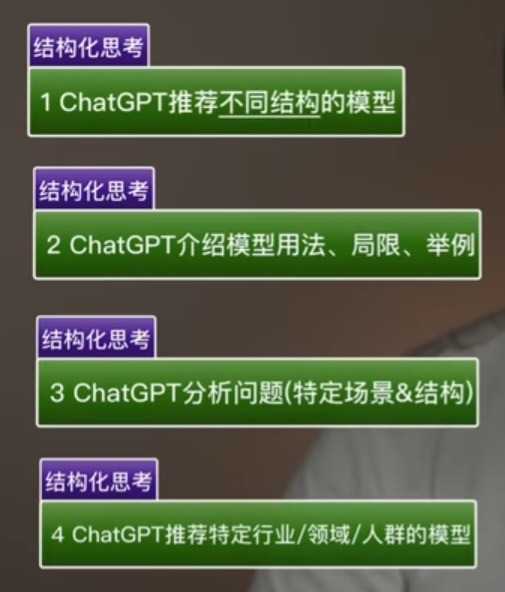 结构化思考
1 ChatGPT推荐不同结构的模型
结构化思考
2 ChatGPT介绍模型用法、局限、举例
结构化思考
3 ChatGPT分析问题(特定场景&结构)
结构化思考
4 ChatGPT推荐特定行业/领域/人群的模型